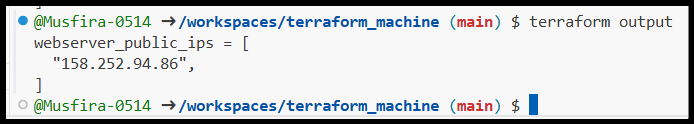 @Musfira-0514 ➜/workspaces/terraform_machine (main) $ terraform output
webserver_public_ips = [
  "158.252.94.86",
]
@Musfira-0514 ➜/workspaces/terraform_machine (main) $